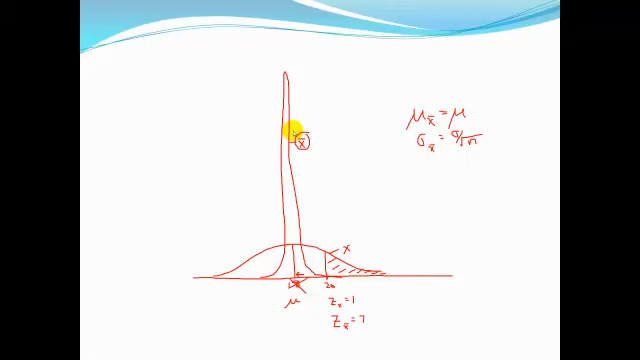 μx̄ = μ
σx̄ = σ/√n
x̄
x
20
μ
Zx = 1
Zx̄ = 7